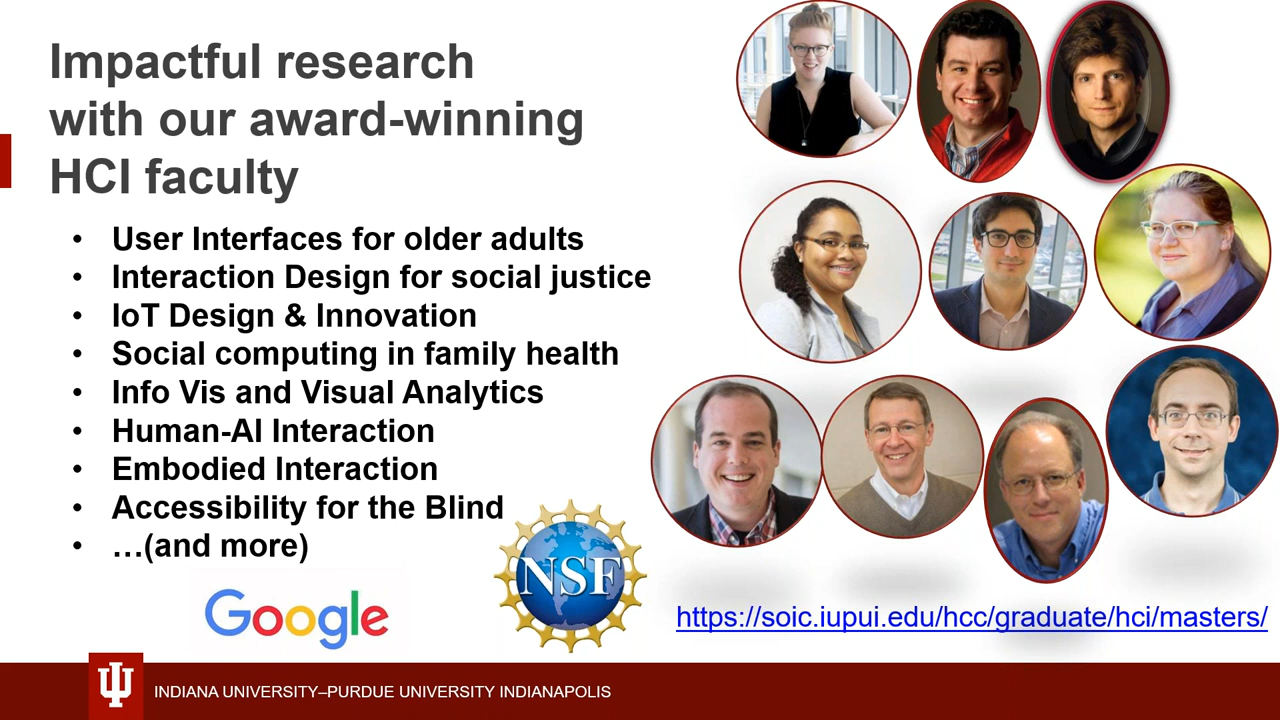 Impactful research
with our award-winning
HCI faculty
• User Interfaces for older adults
• Interaction Design for social justice
• IoT Design & Innovation
• Social computing in family health
• Info Vis and Visual Analytics
• Human-AI Interaction
• Embodied Interaction
• Accessibility for the Blind
• …(and more)
Google
NSF
https://soic.iupui.edu/hcc/graduate/hci/masters/
INDIANA UNIVERSITY–PURDUE UNIVERSITY INDIANAPOLIS